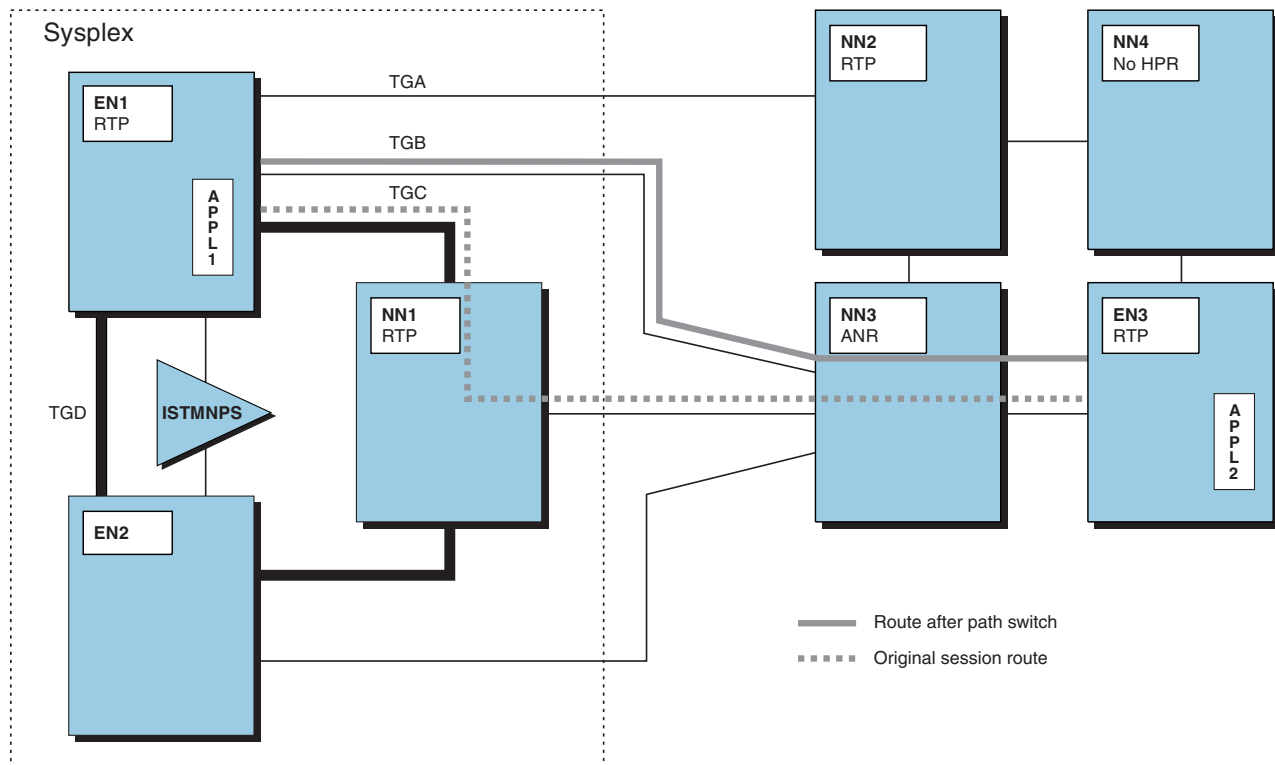 Sysplex
EN1
RTP
A
P
P
L
1
TGA
TGB
TGC
NN2
RTP
NN4
No HPR
NN1
RTP
NN3
ANR
EN3
RTP
A
P
P
L
2
TGD
ISTMNPS
EN2
Route after path switch
Original session route